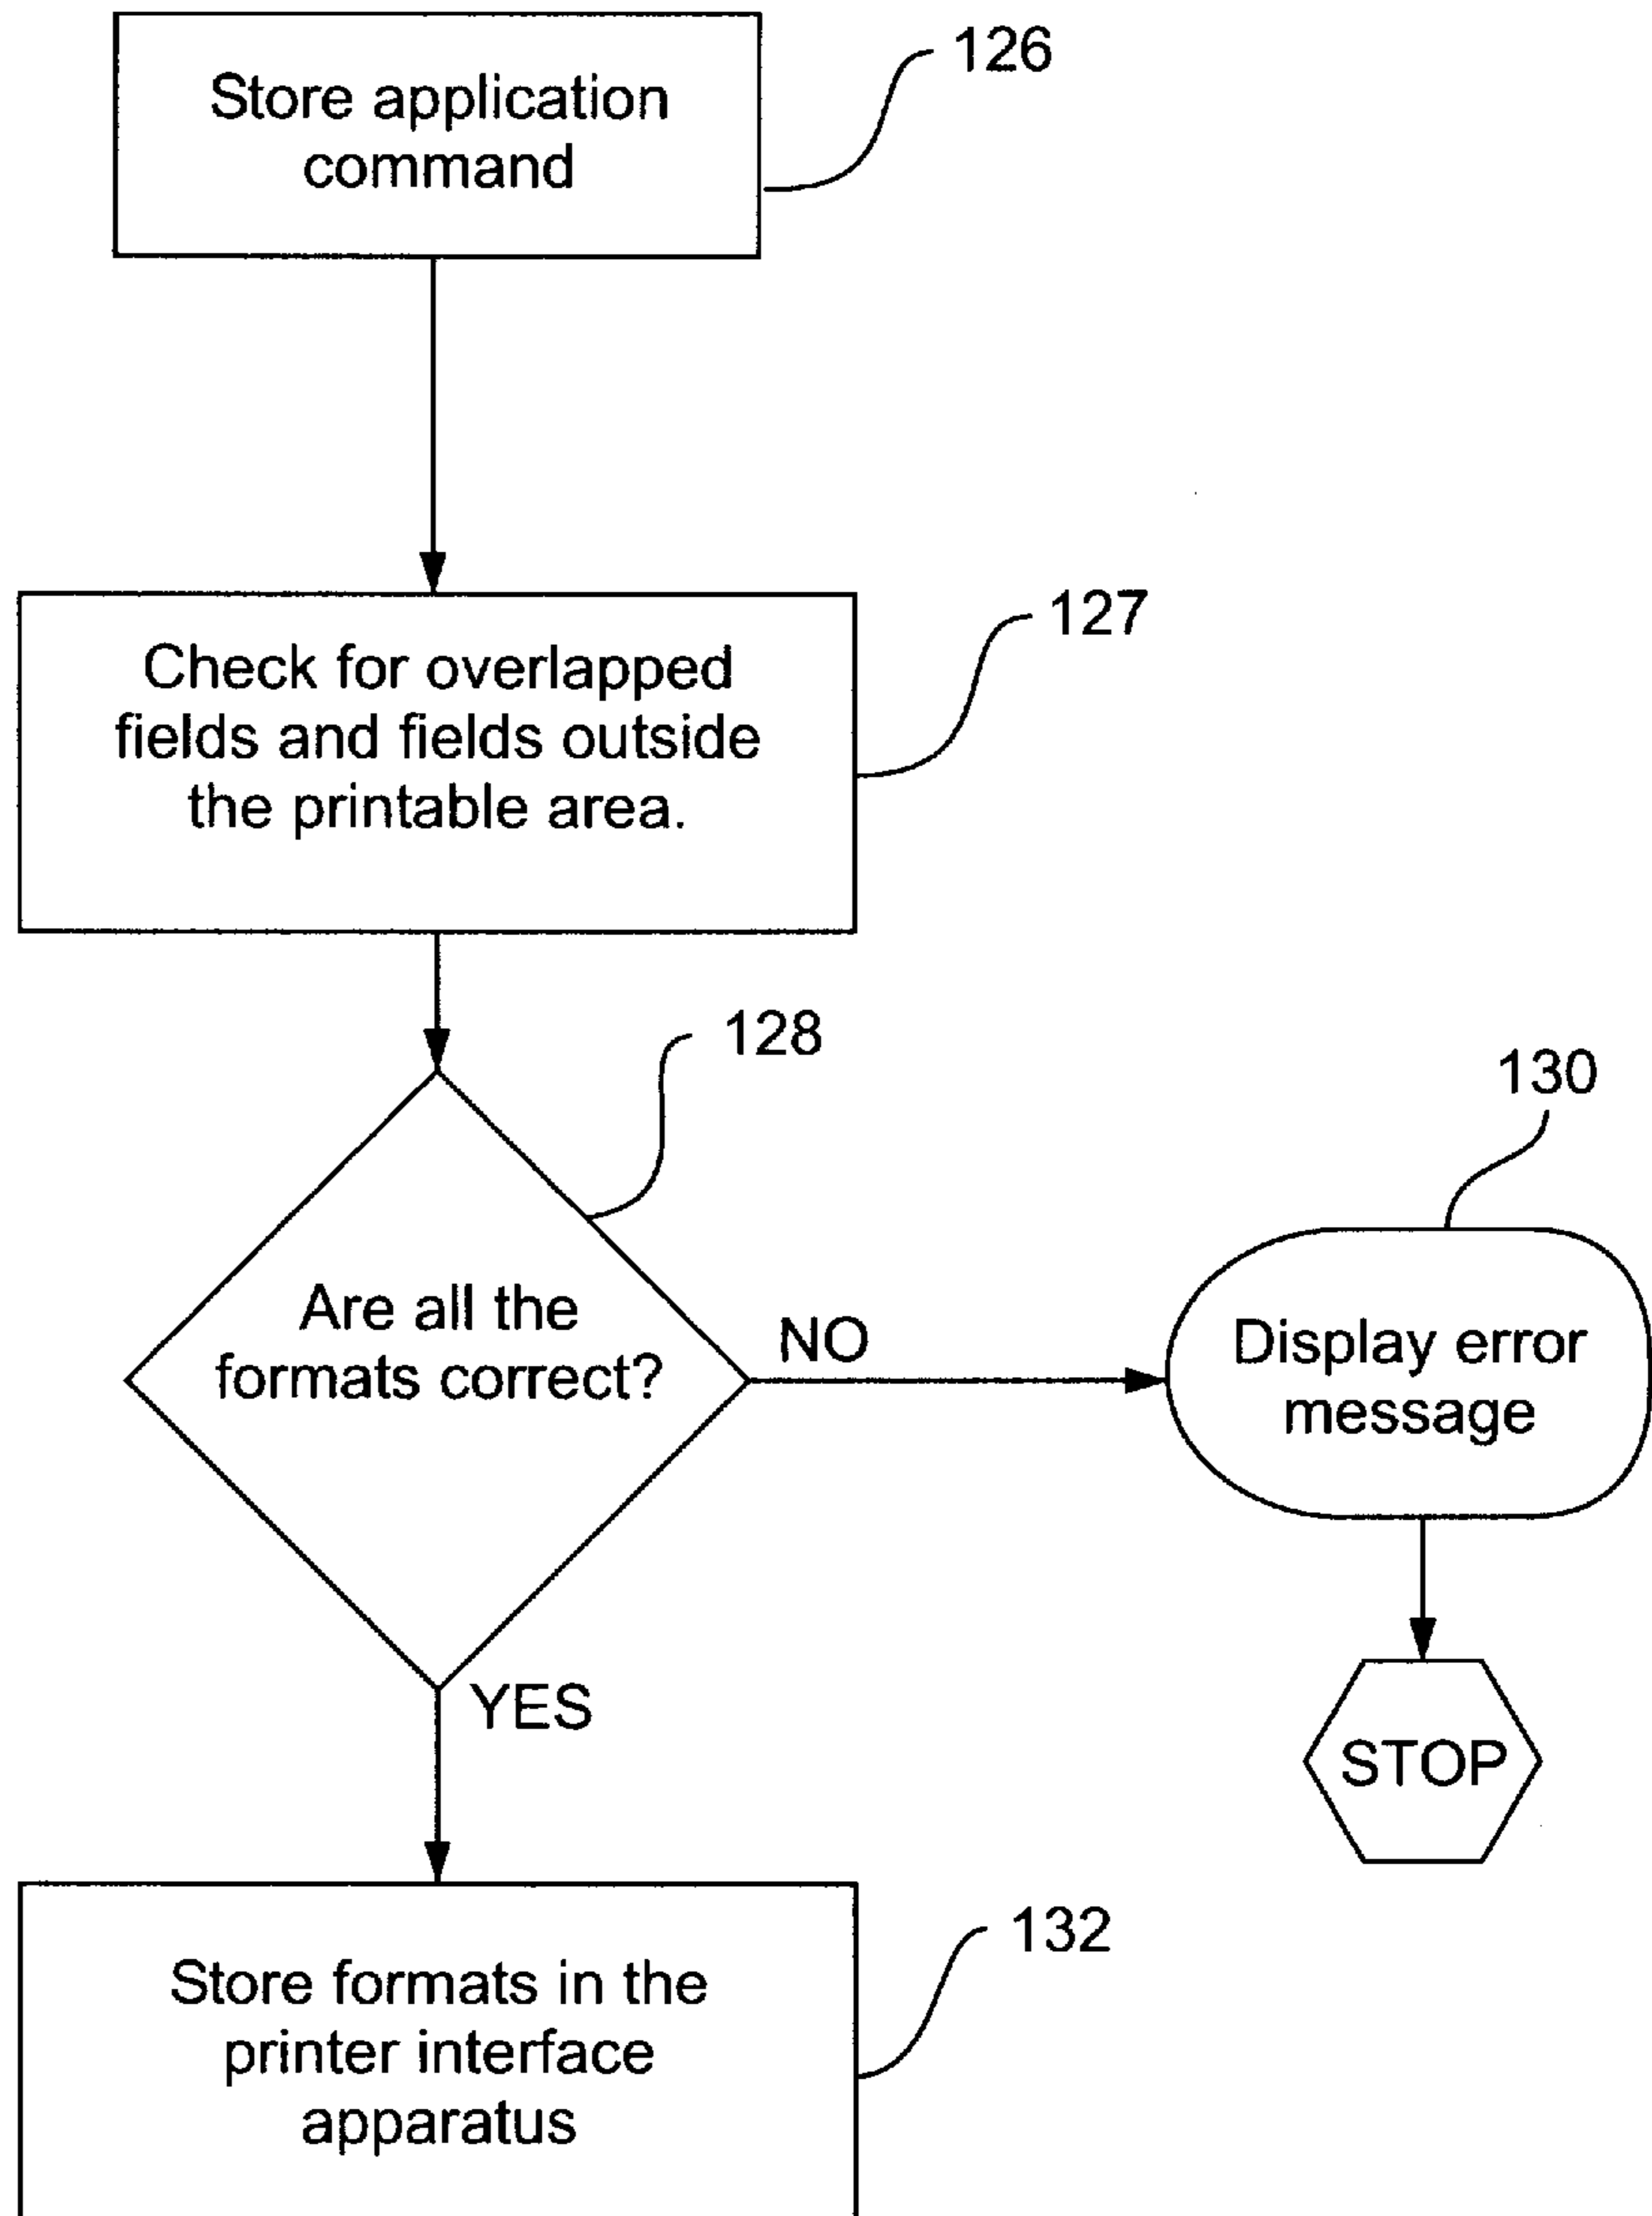 Store application
command
126
Check for overlapped
fields and fields outside
the printable area.
127
128
Are all the
formats correct?
NO
130
Display error
message
STOP
YES
Store formats in the
printer interface
apparatus
132